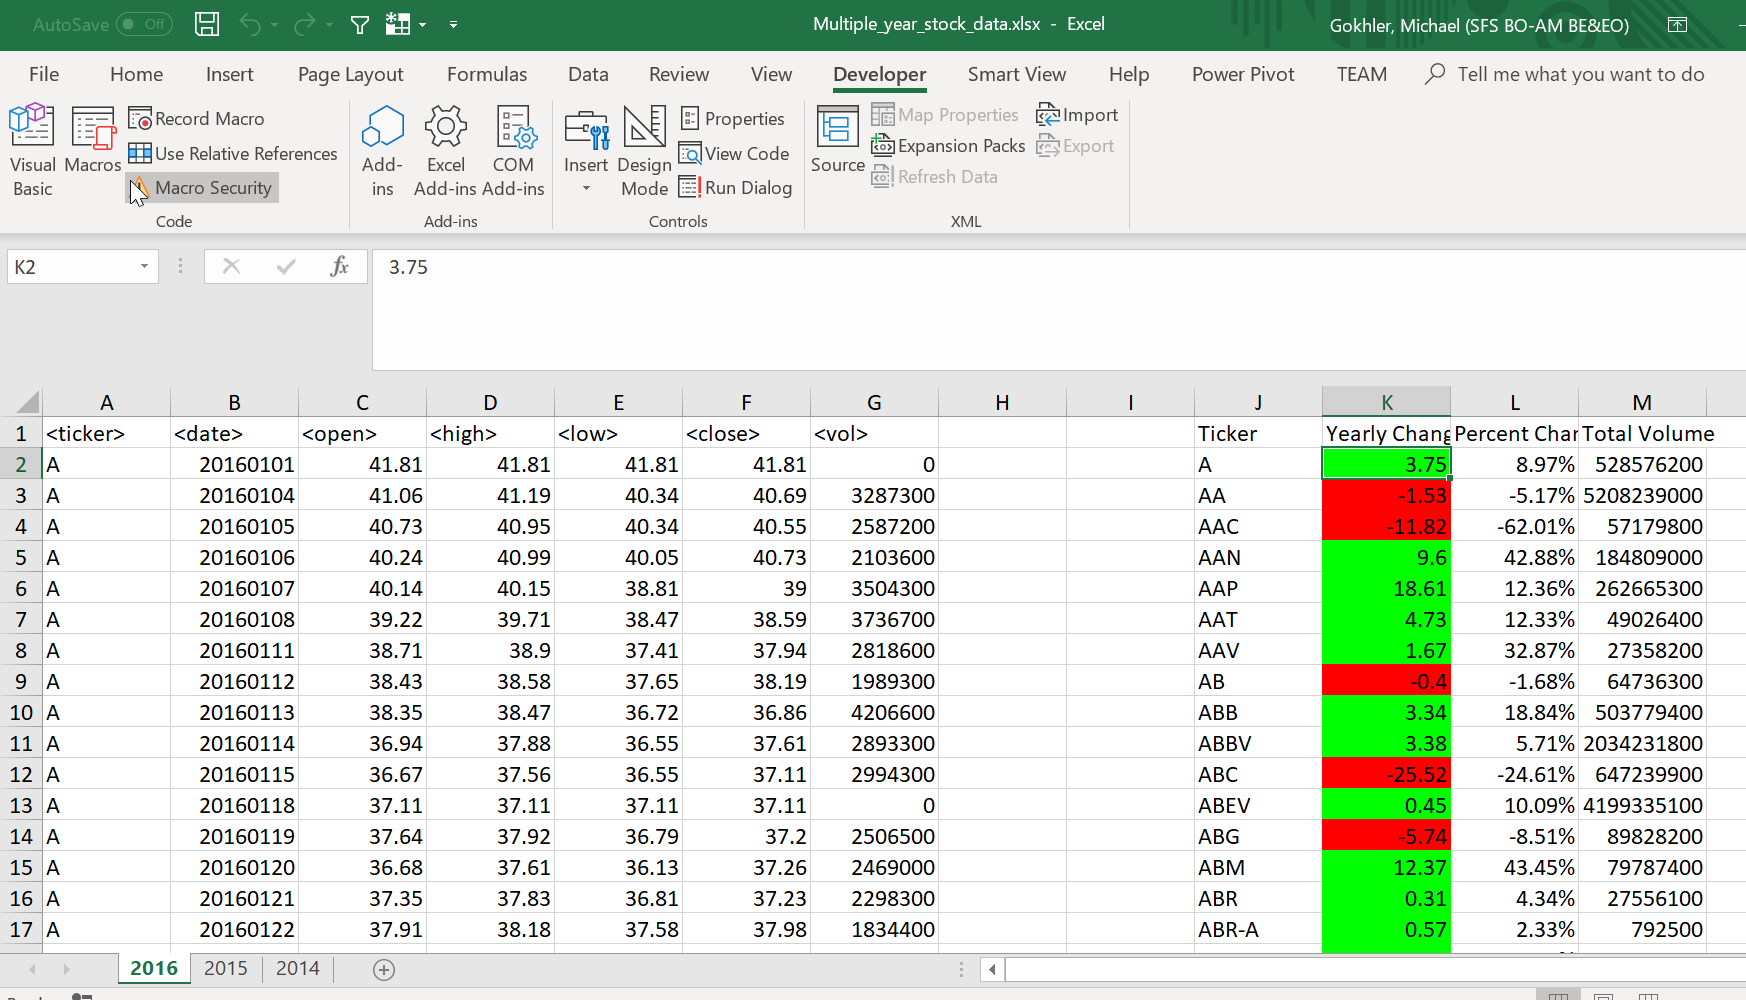 AutoSave Off Multiple_year_stock_data.xlsx - Excel Gokhler, Michael (SFS BO-AM BE&EO)
File Home Insert Page Layout Formulas Data Review View Developer Smart View Help Power Pivot TEAM Tell me what you want to do
Visual Basic
Macros
Record Macro
Use Relative References
Macro Security
Code
Add-ins
Excel Add-ins
COM Add-ins
Add-ins
Insert
Design Mode
Properties
View Code
Run Dialog
Controls
Source
Map Properties
Expansion Packs
Refresh Data
Import
Export
XML
K2 fx 3.75
A B C D E F G H I J K L M
1 <ticker> <date> <open> <high> <low> <close> <vol> Ticker Yearly Chang Percent Char Total Volume
2 A 20160101 41.81 41.81 41.81 41.81 0 A 3.75 8.97% 528576200
3 A 20160104 41.06 41.19 40.34 40.69 3287300 AA -1.53 -5.17% 5208239000
4 A 20160105 40.73 40.95 40.34 40.55 2587200 AAC -11.82 -62.01% 57179800
5 A 20160106 40.24 40.99 40.05 40.73 2103600 AAN 9.6 42.88% 184809000
6 A 20160107 40.14 40.15 38.81 39 3504300 AAP 18.61 12.36% 262665300
7 A 20160108 39.22 39.71 38.47 38.59 3736700 AAT 4.73 12.33% 49026400
8 A 20160111 38.71 38.9 37.41 37.94 2818600 AAV 1.67 32.87% 27358200
9 A 20160112 38.43 38.58 37.65 38.19 1989300 AB -0.4 -1.68% 64736300
10 A 20160113 38.35 38.47 36.72 36.86 4206600 ABB 3.34 18.84% 503779400
11 A 20160114 36.94 37.88 36.55 37.61 2893300 ABBV 3.38 5.71% 2034231800
12 A 20160115 36.67 37.56 36.55 37.11 2994300 ABC -25.52 -24.61% 647239900
13 A 20160118 37.11 37.11 37.11 37.11 0 ABEV 0.45 10.09% 4199335100
14 A 20160119 37.64 37.92 36.79 37.2 2506500 ABG -5.74 -8.51% 89828200
15 A 20160120 36.68 37.61 36.13 37.26 2469000 ABM 12.37 43.45% 79787400
16 A 20160121 37.35 37.83 36.81 37.23 2298300 ABR 0.31 4.34% 27556100
17 A 20160122 37.91 38.18 37.58 37.98 1834400 ABR-A 0.57 2.33% 792500
2016 2015 2014